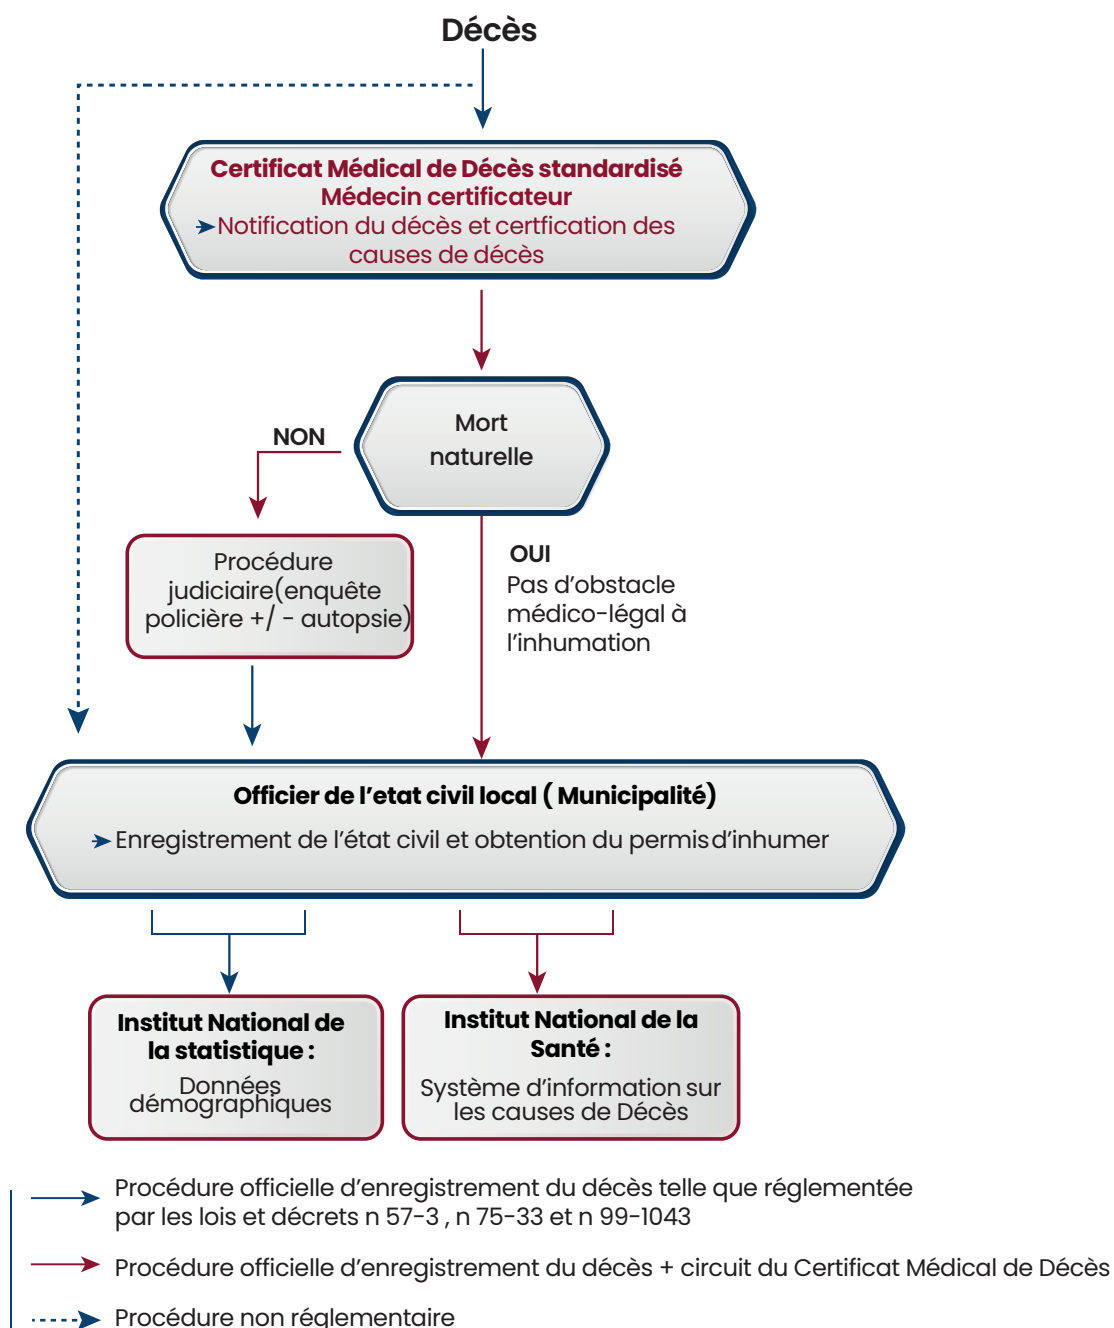 Décès
Certificat Médical de Décès standardisé
Médecin certificateur
Notification du décès et certfication des
causes de décès
Mort
naturelle
NON
Procédure
judiciaire(enquête
policière +/ - autopsie)
OUI
Pas d’obstacle
médico-légal à
l’inhumation
Officier de l’etat civil local ( Municipalité)
Enregistrement de l’état civil et obtention du permis d’inhumer
Institut National de
la statistique :
Données
démographiques
Institut National de la
Santé :
Système d’information sur
les causes de Décès
Procédure officielle d’enregistrement du décès telle que réglementée
par les lois et décrets n 57-3 , n 75-33 et n 99-1043
Procédure officielle d’enregistrement du décès + circuit du Certificat Médical de Décès
Procédure non réglementaire